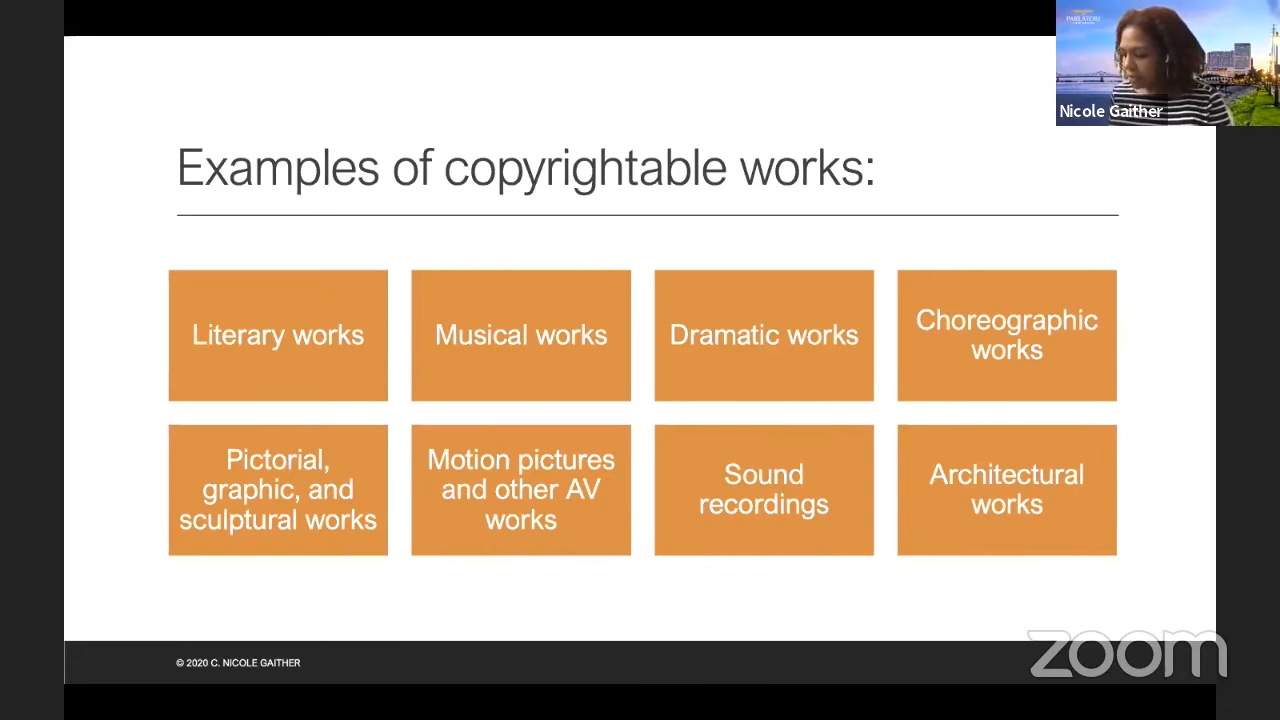 PARLATORE
Nicole Gaither
Examples of copyrightable works:
Literary works
Musical works
Dramatic works
Choreographic
works
Pictorial,
graphic, and
sculptural works
Motion pictures
and other AV
works
Sound
recordings
Architectural
works
© 2020 C. NICOLE GAITHER
zoom